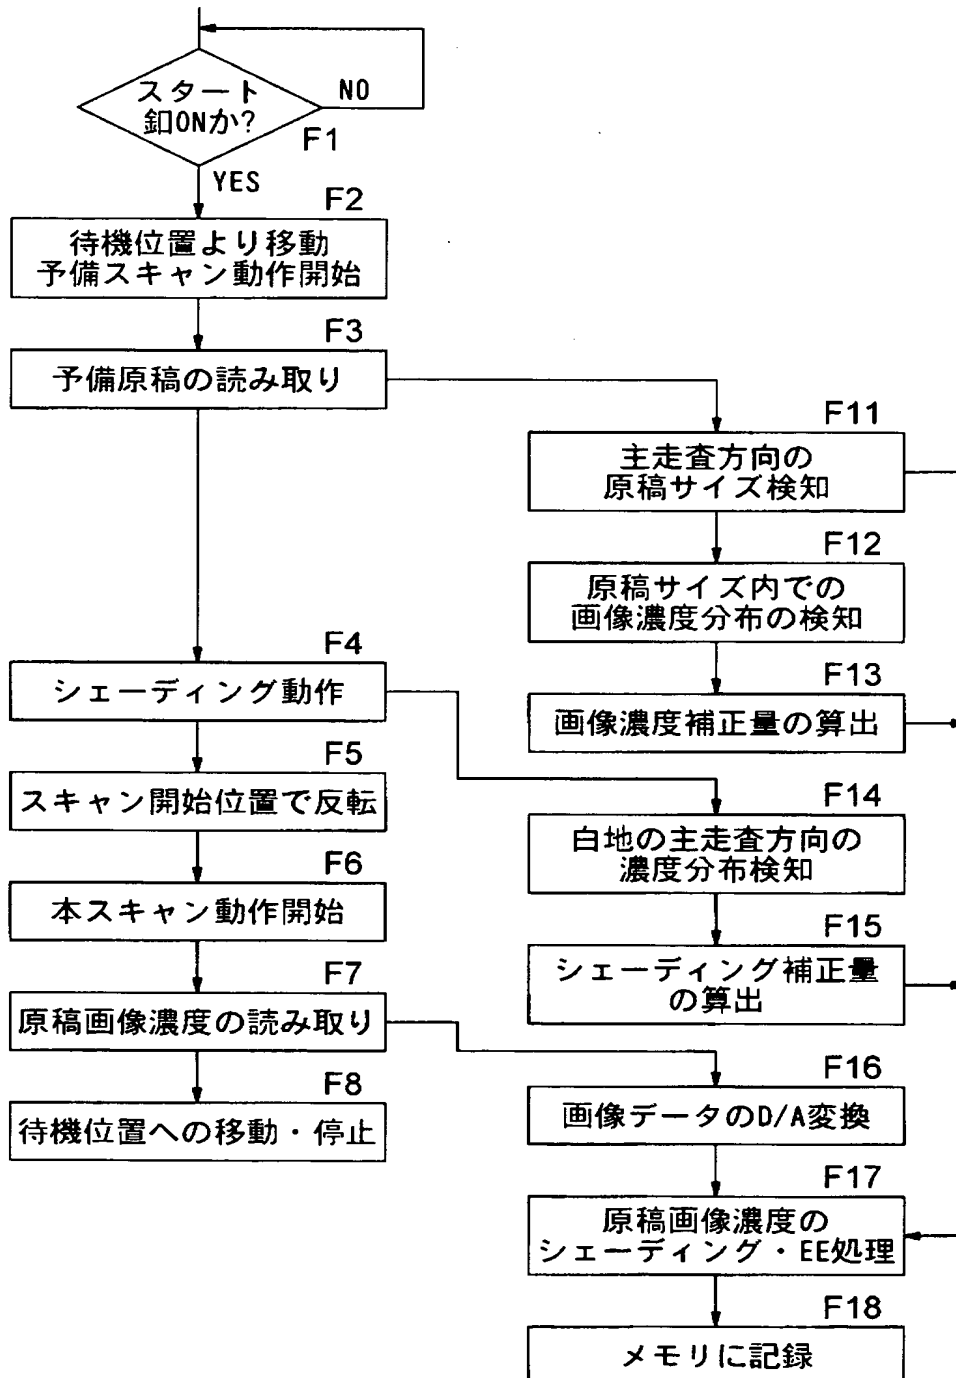 スタート
釦ONか?
NO
F1
YES
F2
待機位置より移動
予備スキャン動作開始
F3
予備原稿の読み取り
F4
シェーディング動作
F5
スキャン開始位置で反転
F6
本スキャン動作開始
F7
原稿画像濃度の読み取り
F8
待機位置への移動・停止
F11
主走査方向の
原稿サイズ検知
F12
原稿サイズ内での
画像濃度分布の検知
F13
画像濃度補正量の算出
F14
白地の主走査方向の
濃度分布検知
F15
シェーディング補正量
の算出
F16
画像データのD/A変換
F17
原稿画像濃度の
シェーディング・EE処理
F18
メモリに記録